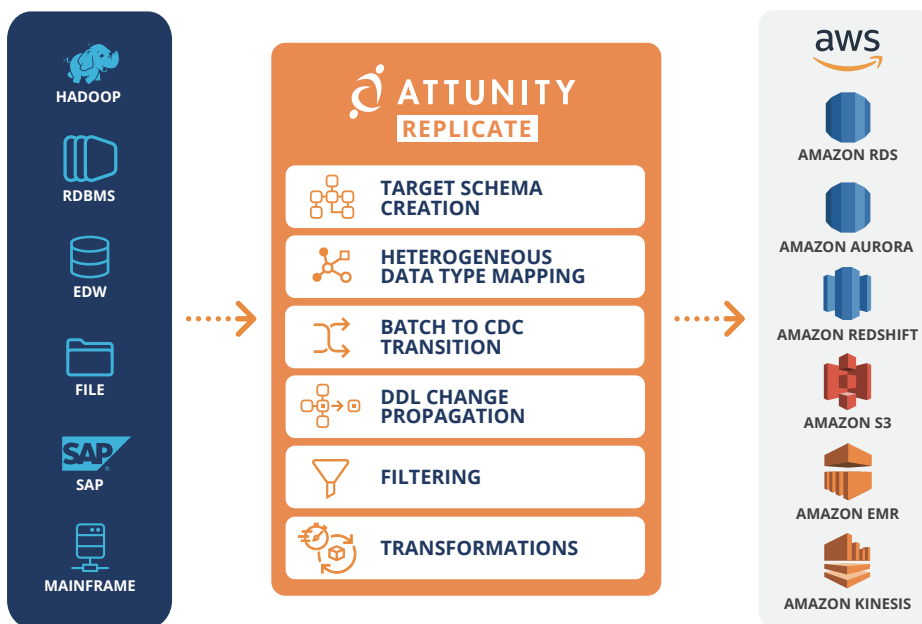 HADOOP
RDBMS
EDW
FILE
SAP
SAP
MAINFRAME
ATTUNITY
REPLICATE
TARGET SCHEMA
CREATION
HETEROGENEOUS
DATA TYPE MAPPING
BATCH TO CDC
TRANSITION
DDL CHANGE
PROPAGATION
FILTERING
TRANSFORMATIONS
aws
AMAZON RDS
AMAZON AURORA
AMAZON REDSHIFT
AMAZON S3
AMAZON EMR
AMAZON KINESIS